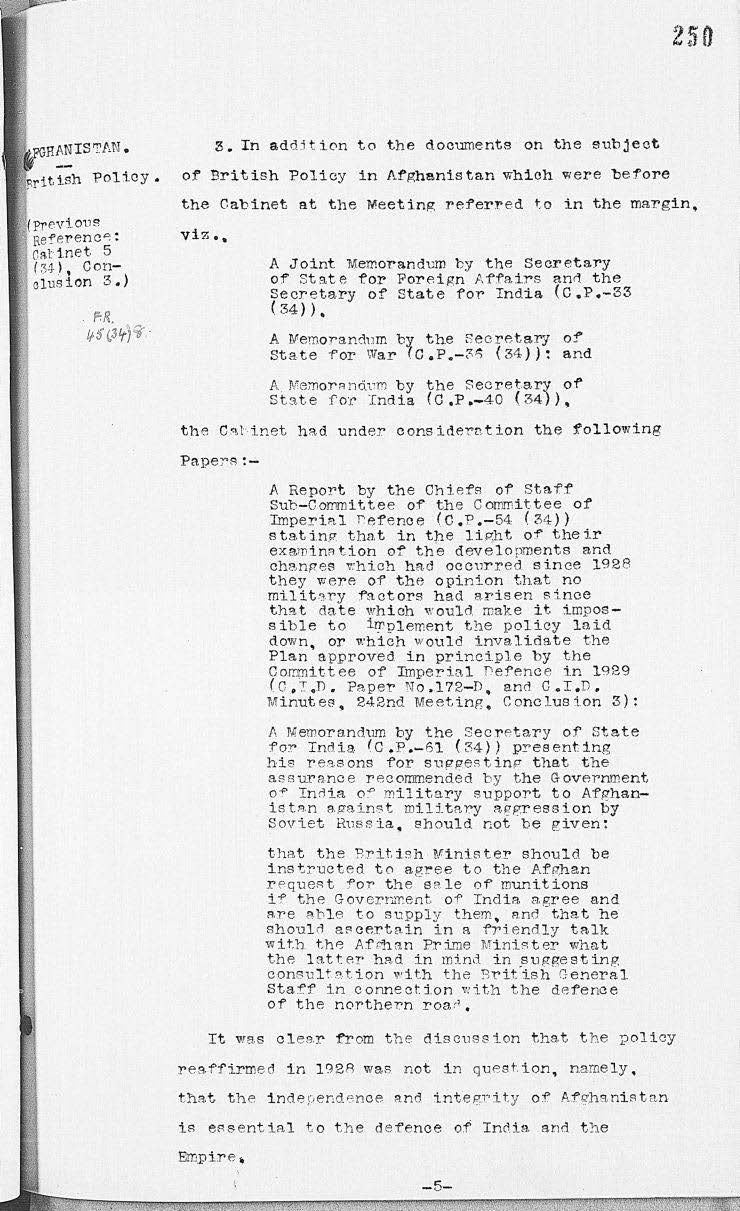 250
AFGHANISTAN.
British Policy.
(Previous
Reference:
Cabinet 5
(34), Con-
clusion 3.)
F.R.
45(34)8.
3. In addition to the documents on the subject
of British Policy in Afghanistan which were before
the Cabinet at the Meeting referred to in the margin,
viz.,
A Joint Memorandum by the Secretary
of State for Foreign Affairs and the
Secretary of State for India (C.P.-33
(34)),
A Memorandum by the Secretary of
State for War (C.P.-36 (34)): and
A Memorandum by the Secretary of
State for India (C.P.-40 (34)),
the Cabinet had under consideration the following
Papers:-
A Report by the Chiefs of Staff
Sub-Committee of the Committee of
Imperial Defence (C.P.-54 (34))
stating that in the light of their
examination of the developments and
changes which had occurred since 1928
they were of the opinion that no
military factors had arisen since
that date which would make it impos-
sible to implement the policy laid
down, or which would invalidate the
Plan approved in principle by the
Committee of Imperial Defence in 1929
(C.I.D. Paper No.172-D, and C.I.D.
Minutes, 242nd Meeting, Conclusion 3):
A Memorandum by the Secretary of State
for India (C.P.-61 (34)) presenting
his reasons for suggesting that the
assurance recommended by the Government
of India of military support to Afghan-
istan against military aggression by
Soviet Russia, should not be given:
that the British Minister should be
instructed to agree to the Afghan
request for the sale of munitions
if the Government of India agree and
are able to supply them, and that he
should ascertain in a friendly talk
with the Afghan Prime Minister what
the latter had in mind in suggesting
consultation with the British General
Staff in connection with the defence
of the northern road.
It was clear from the discussion that the policy
reaffirmed in 1928 was not in question, namely,
that the independence and integrity of Afghanistan
is essential to the defence of India and the
Empire.
-5-